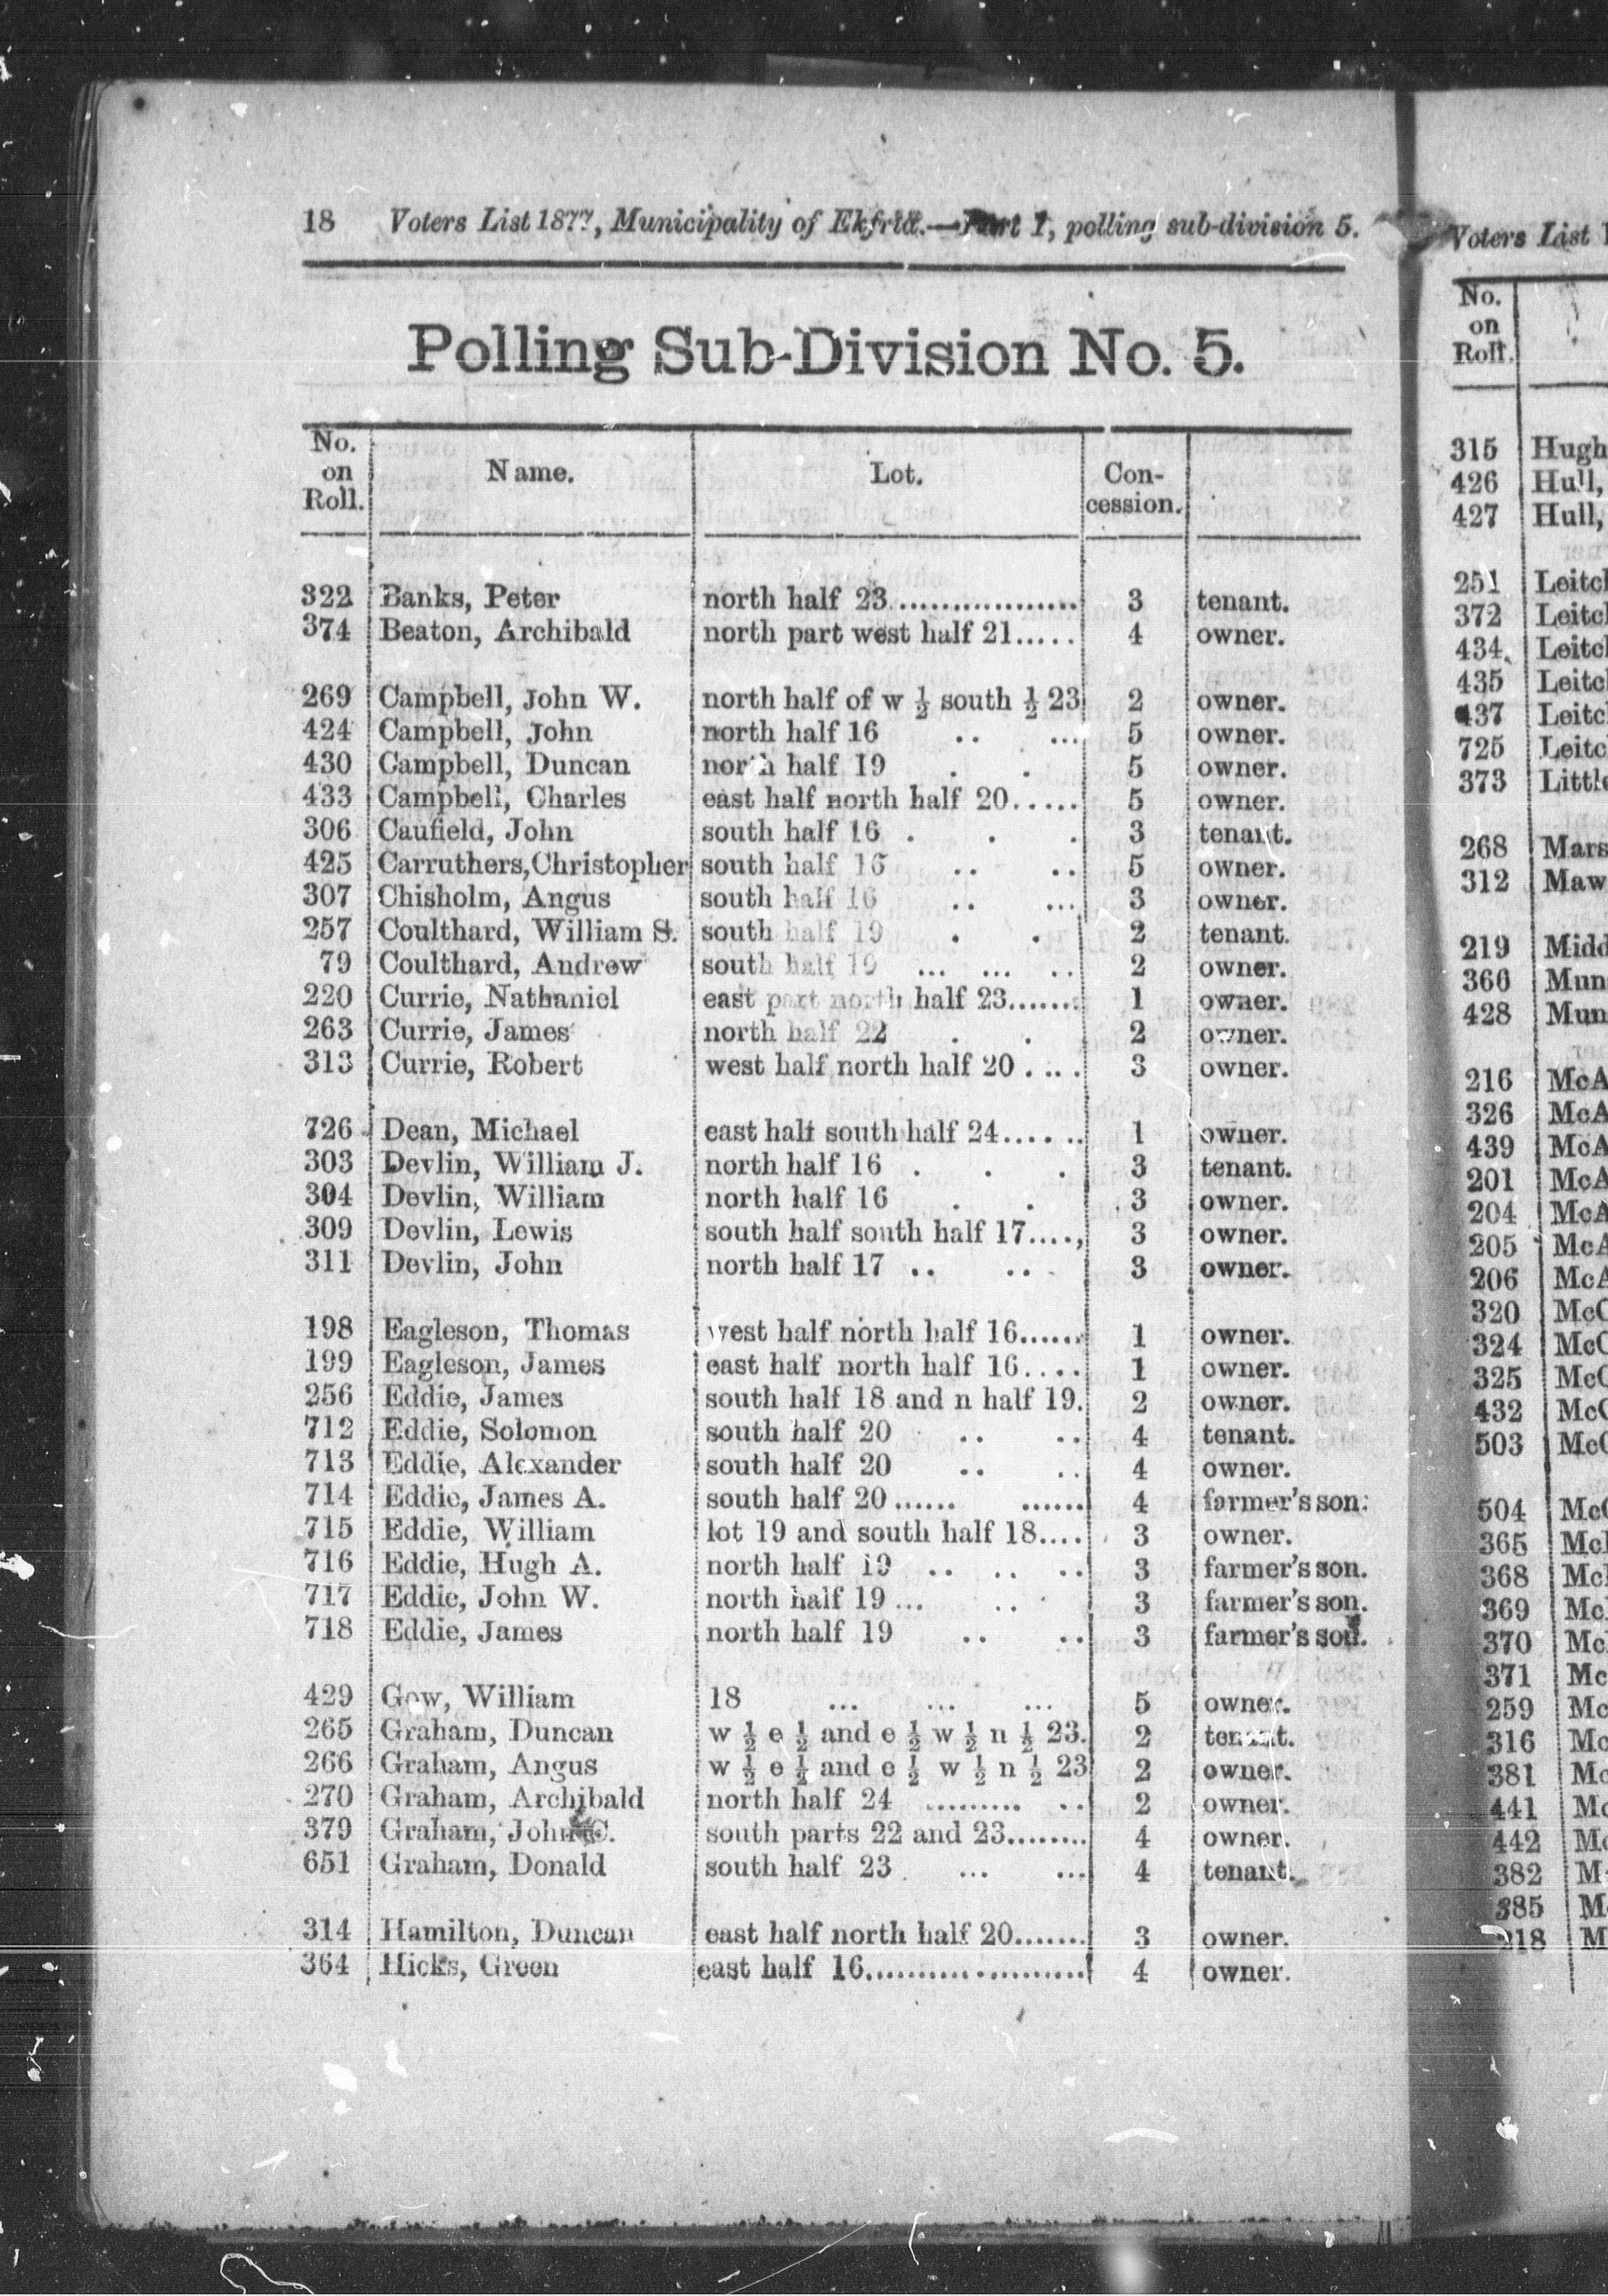 18 Voters List 1877, Municipality of Ekfrid.—Part 1, polling sub-division 5.
Polling Sub-Division No. 5.
No. on Roll. Name. Lot. Con-cession.
322 Banks, Peter north half 23.................. 3 tenant.
374 Beaton, Archibald north part west half 21..... 4 owner.
269 Campbell, John W. north half of w ½ south ½ 23 2 owner.
424 Campbell, John north half 16 .. ... 5 owner.
430 Campbell, Duncan north half 19 . . 5 owner.
433 Campbell, Charles east half north half 20..... 5 owner.
306 Caufield, John south half 16 . . . 3 tenant.
425 Carruthers,Christopher south half 16 .. .. 5 owner.
307 Chisholm, Angus south half 16 .. ... 3 owner.
257 Coulthard, William S. south half 19 . . 2 tenant.
79 Coulthard, Andrew south half 19 ... ... .. 2 owner.
220 Currie, Nathaniel east part north half 23....... 1 owner.
263 Currie, James north half 22 . . 2 owner.
313 Currie, Robert west half north half 20 . .. . 3 owner.
726 Dean, Michael east half south half 24...... 1 owner.
303 Devlin, William J. north half 16 . . . 3 tenant.
304 Devlin, William north half 16 . . 3 owner.
309 Devlin, Lewis south half south half 17...., 3 owner.
311 Devlin, John north half 17 .. .. 3 owner.
198 Eagleson, Thomas west half north half 16...... 1 owner.
199 Eagleson, James east half north half 16.... 1 owner.
256 Eddie, James south half 18 and n half 19. 2 owner.
712 Eddie, Solomon south half 20 .. .. 4 tenant.
713 Eddie, Alexander south half 20 .. .. 4 owner.
714 Eddie, James A. south half 20...... ...... 4 farmer's son.
715 Eddie, William lot 19 and south half 18.... 3 owner.
716 Eddie, Hugh A. north half 19 .. .. .. 3 farmer's son.
717 Eddie, John W. north half 19 ... .. 3 farmer's son.
718 Eddie, James north half 19 .. .. 3 farmer's son.
429 Gow, William 18 ... ... ... 5 owner.
265 Graham, Duncan w ½ e ½ and e ½ w ½ n ½ 23. 2 tenant.
266 Graham, Angus w ½ e ½ and e ½ w ½ n ½ 23 2 owner.
270 Graham, Archibald north half 24 ......... .. 2 owner.
379 Graham, John C. south parts 22 and 23........ 4 owner.
651 Graham, Donald south half 23 . ... ... 4 tenant.
314 Hamilton, Duncan east half north half 20....... 3 owner.
364 Hicks, Green east half 16...................... 4 owner.
Voters List 1
No. on Roll.
315 Hugh
426 Hull,
427 Hull,
251 Leitch
372 Leitch
434 Leitch
435 Leitch
437 Leitch
725 Leitc
373 Little
268 Mars
312 Maw
219 Midd
366 Mun
428 Mun
216 McA
326 McA
439 McA
201 McA
204 McA
205 McA
206 McA
320 McC
324 McC
325 McC
432 McC
503 McC
504 McC
365 McI
368 McI
369 McI
370 McI
371 Mc
259 Mc
316 Mc
381 Mc
441 Mc
442 Mc
382 M
385 M
218 M